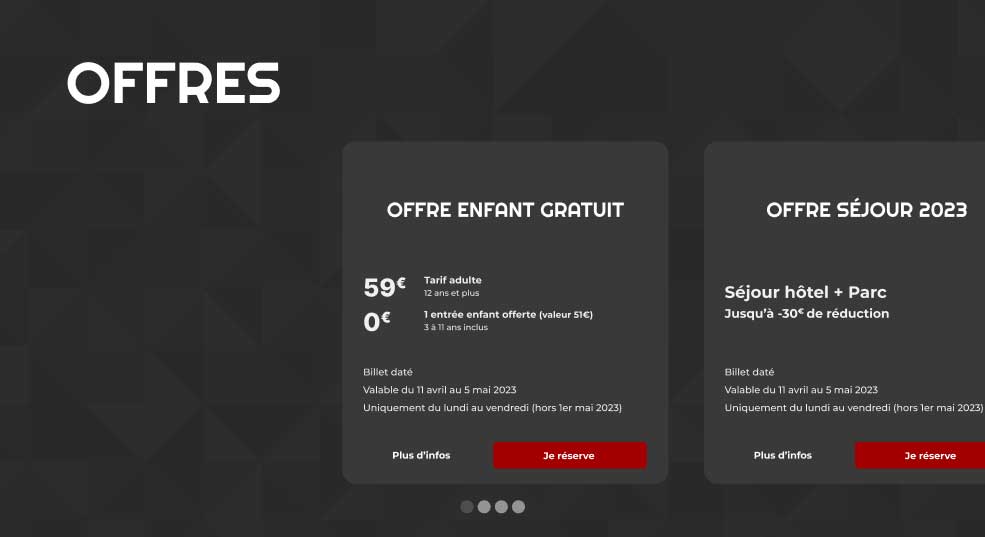 OFFRES
OFFRE ENFANT GRATUIT
59€ Tarif adulte
12 ans et plus
0€ 1 entrée enfant offerte (valeur 51€)
3 à 11 ans inclus
Billet daté
Valable du 11 avril au 5 mai 2023
Uniquement du lundi au vendredi (hors 1er mai 2023)
Plus d'infos
Je réserve
OFFRE SÉJOUR 2023
Séjour hôtel + Parc
Jusqu'à -30€ de réduction
Billet daté
Valable du 11 avril au 5 mai 2023
Uniquement du lundi au vendredi (hors 1er mai 2023)
Plus d'infos
Je réserve